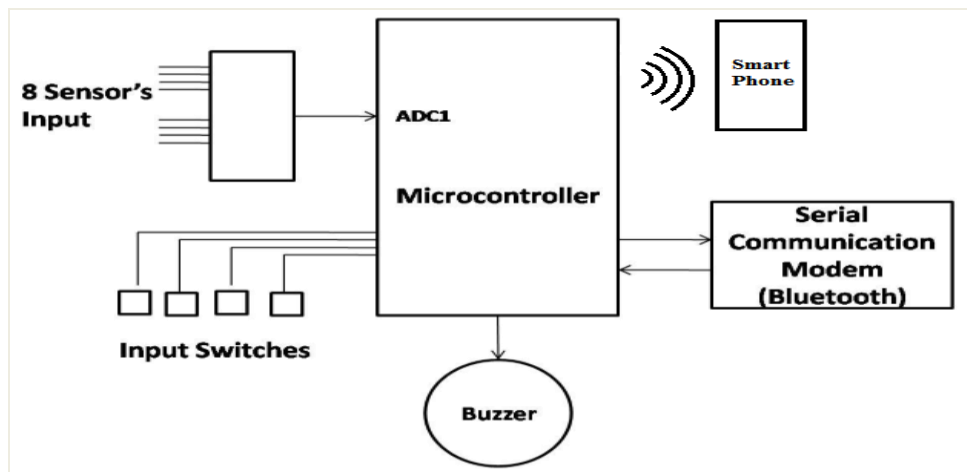 8 Sensor's
Input
ADC1
Microcontroller
Smart
Phone
Serial
Communication
Modem
(Bluetooth)
Input Switches
Buzzer